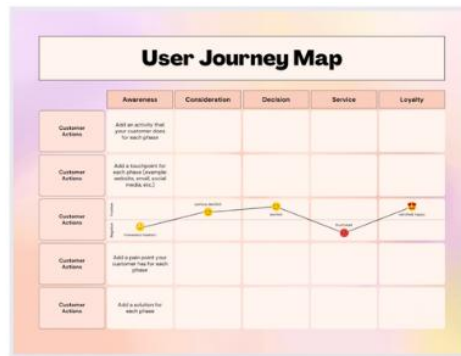 User Journey Map
Awareness Consideration Decision Service Loyalty
Customer
Actions
Add an activity that
your customer does
for each phase
Customer
Actions
Add a touchpoint for
each phase (example
website, email, social
media, etc.)
Customer
Actions
Customer
Actions
Add a pain point your
customer has for each
phase
Customer
Actions
Add a solution for
each phase